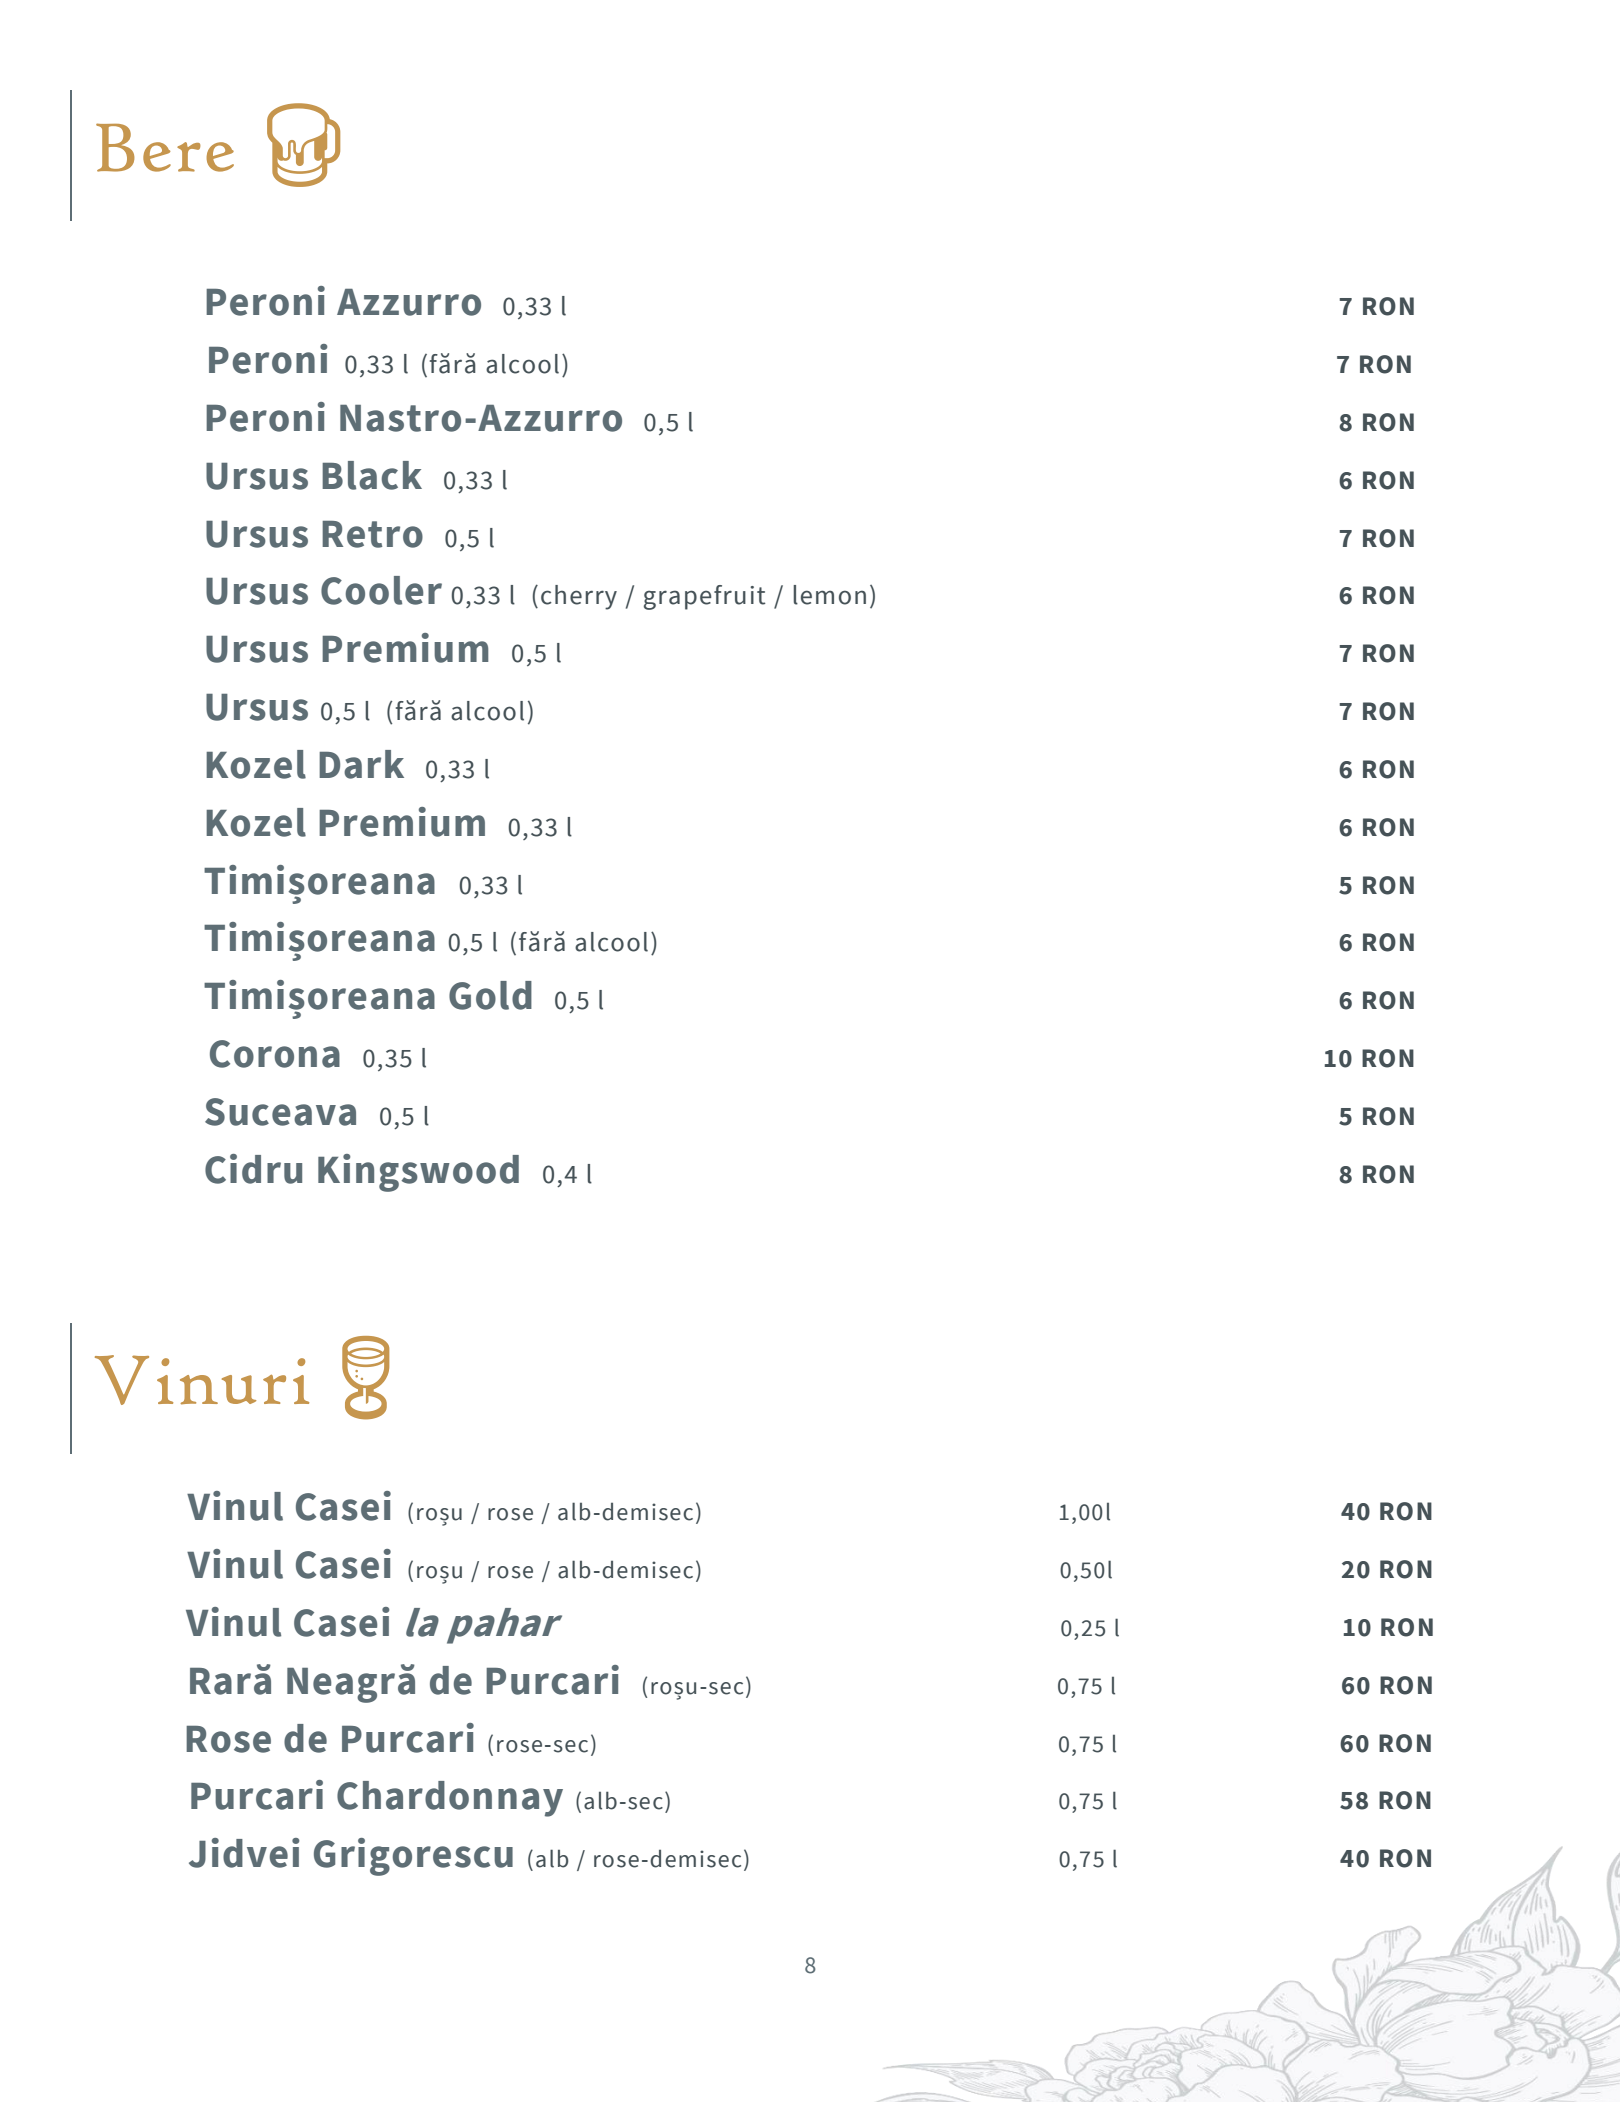 Bere
Peroni Azzurro 0,33 l 7 RON
Peroni 0,33 l (fără alcool) 7 RON
Peroni Nastro-Azzurro 0,5 l 8 RON
Ursus Black 0,33 l 6 RON
Ursus Retro 0,5 l 7 RON
Ursus Cooler 0,33 l (cherry / grapefruit / lemon) 6 RON
Ursus Premium 0,5 l 7 RON
Ursus 0,5 l (fără alcool) 7 RON
Kozel Dark 0,33 l 6 RON
Kozel Premium 0,33 l 6 RON
Timișoreana 0,33 l 5 RON
Timișoreana 0,5 l (fără alcool) 6 RON
Timișoreana Gold 0,5 l 6 RON
Corona 0,35 l 10 RON
Suceava 0,5 l 5 RON
Cidru Kingswood 0,4 l 8 RON
Vinuri
Vinul Casei (roșu / rose / alb-demisec) 1,00l 40 RON
Vinul Casei (roșu / rose / alb-demisec) 0,50l 20 RON
Vinul Casei la pahar 0,25 l 10 RON
Rară Neagră de Purcari (roșu-sec) 0,75 l 60 RON
Rose de Purcari (rose-sec) 0,75 l 60 RON
Purcari Chardonnay (alb-sec) 0,75 l 58 RON
Jidvei Grigorescu (alb / rose-demisec) 0,75 l 40 RON
8